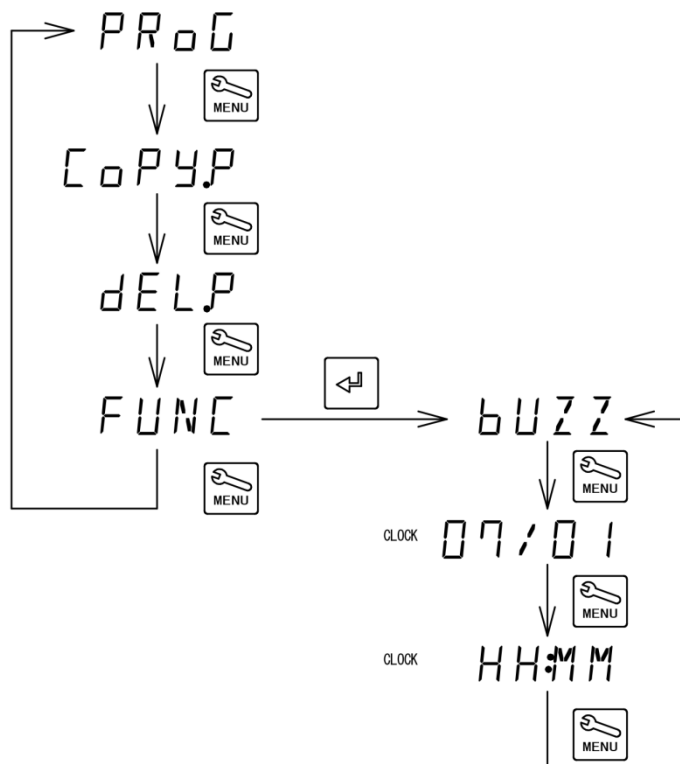 PRoG
MENU
CoPY.P
MENU
dEL.P
MENU
FUNC
bUZZ
MENU
MENU
CLOCK 07/01
MENU
CLOCK HH:MM
MENU